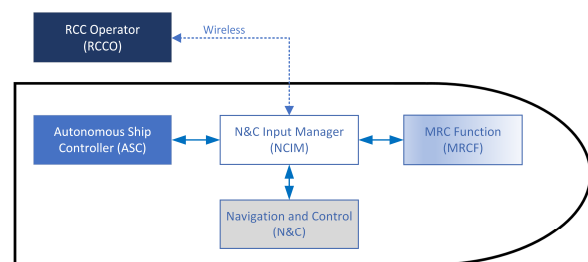 RCC Operator
(RCCO)
Wireless
Autonomous Ship
Controller (ASC)
N&C Input Manager
(NCIM)
MRC Function
(MRCF)
Navigation and Control
(N&C)